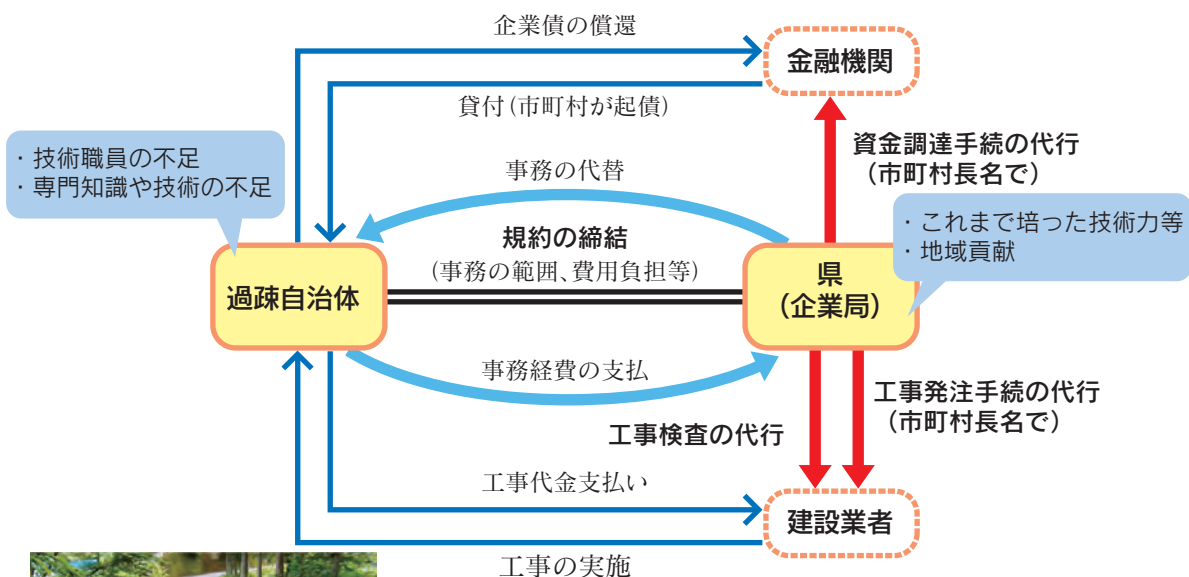 企業債の償還
金融機関
貸付(市町村が起債)
・技術職員の不足
・専門知識や技術の不足
資金調達手続の代行
(市町村長名で)
事務の代替
・これまで培った技術力等
・地域貢献
規約の締結
(事務の範囲、費用負担等)
過疎自治体
県
(企業局)
事務経費の支払
工事発注手続の代行
(市町村長名で)
工事検査の代行
工事代金支払い
建設業者
工事の実施